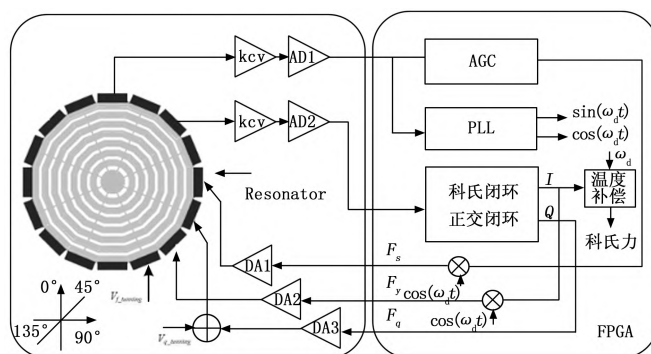 kcv
AD1
AGC
kcv
AD2
PLL
sin(ω_d t)
cos(ω_d t)
ω_d
Resonator
科氏闭环
正交闭环
I
Q
温度
补偿
科氏力
DA1
F_s
DA2
F_y
cos(ω_d t)
DA3
F_q
cos(ω_d t)
0°
45°
135°
90°
V_f_tunning
V_q_tunning
FPGA